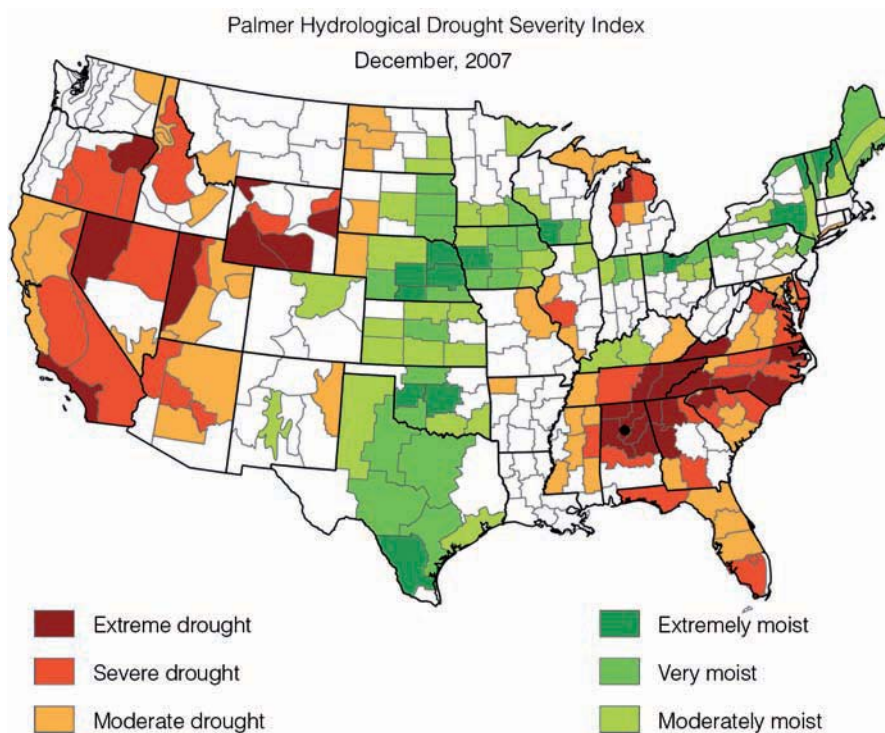 Palmer Hydrological Drought Severity Index
December, 2007
Extreme drought
Severe drought
Moderate drought
Extremely moist
Very moist
Moderately moist